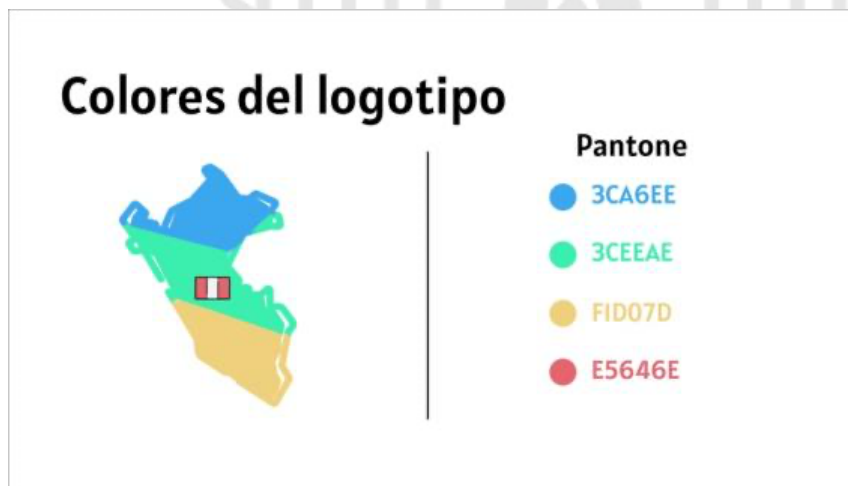 Colores del logotipo
Pantone
3CA6EE
3CEEAE
FID07D
E5646E